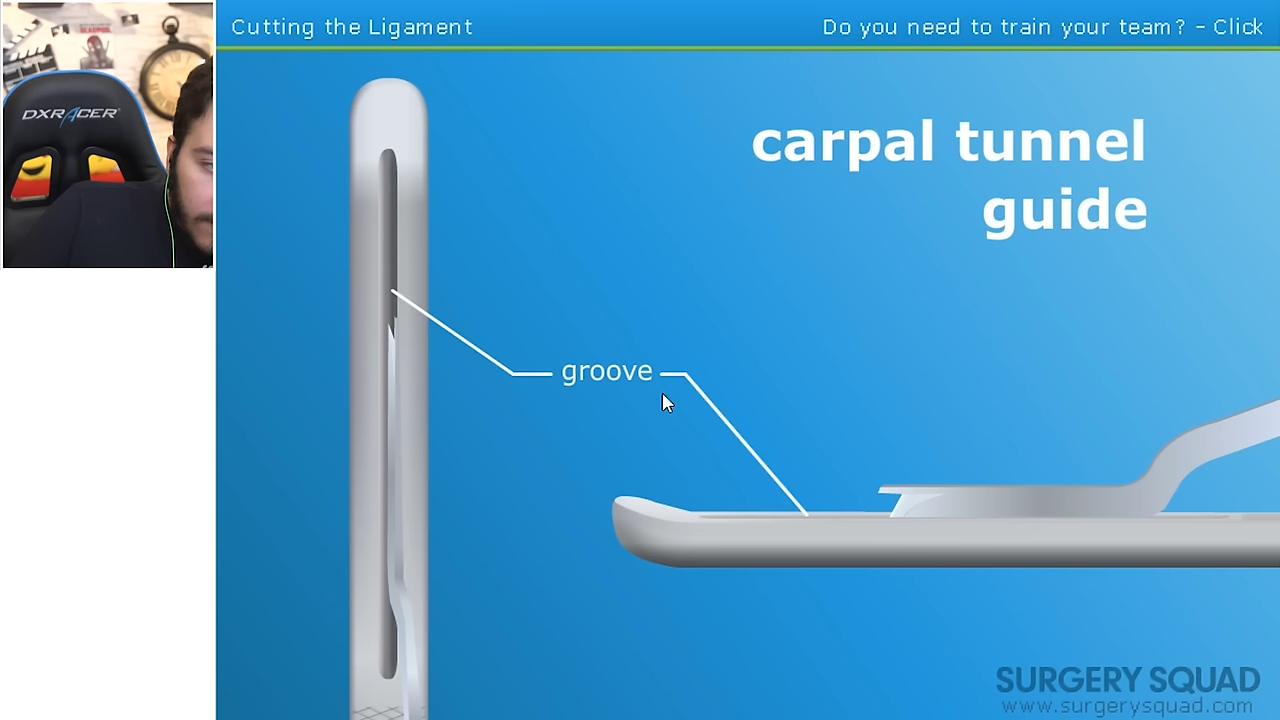 Cutting the Ligament
Do you need to train your team? - Click
DXRACER
DEADPOOL
carpal tunnel
guide
groove
SURGERY SQUAD
www.surgerysquad.com